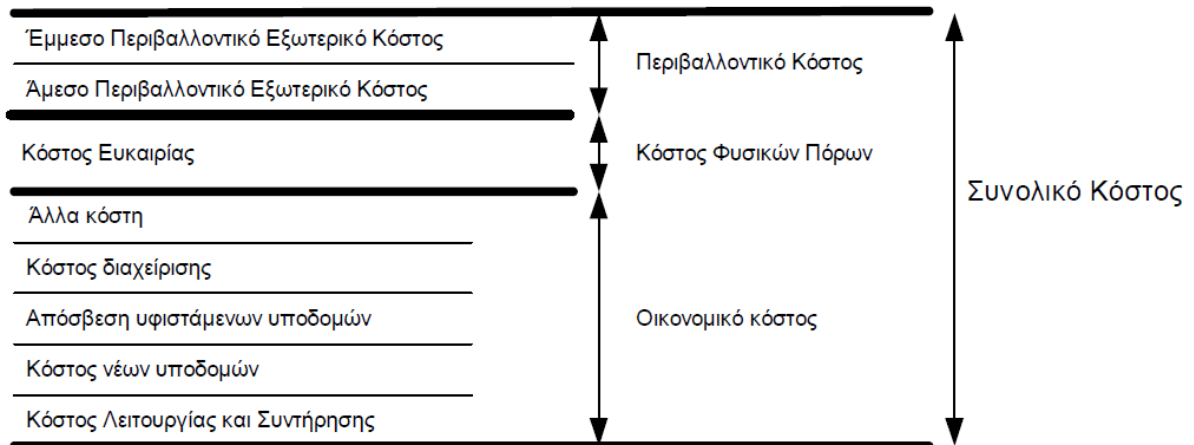 Έμμεσο Περιβαλλοντικό Εξωτερικό Κόστος
Άμεσο Περιβαλλοντικό Εξωτερικό Κόστος
Περιβαλλοντικό Κόστος
Κόστος Ευκαιρίας
Κόστος Φυσικών Πόρων
Άλλα κόστη
Κόστος διαχείρισης
Απόσβεση υφιστάμενων υποδομών
Κόστος νέων υποδομών
Κόστος Λειτουργίας και Συντήρησης
Οικονομικό κόστος
Συνολικό Κόστος